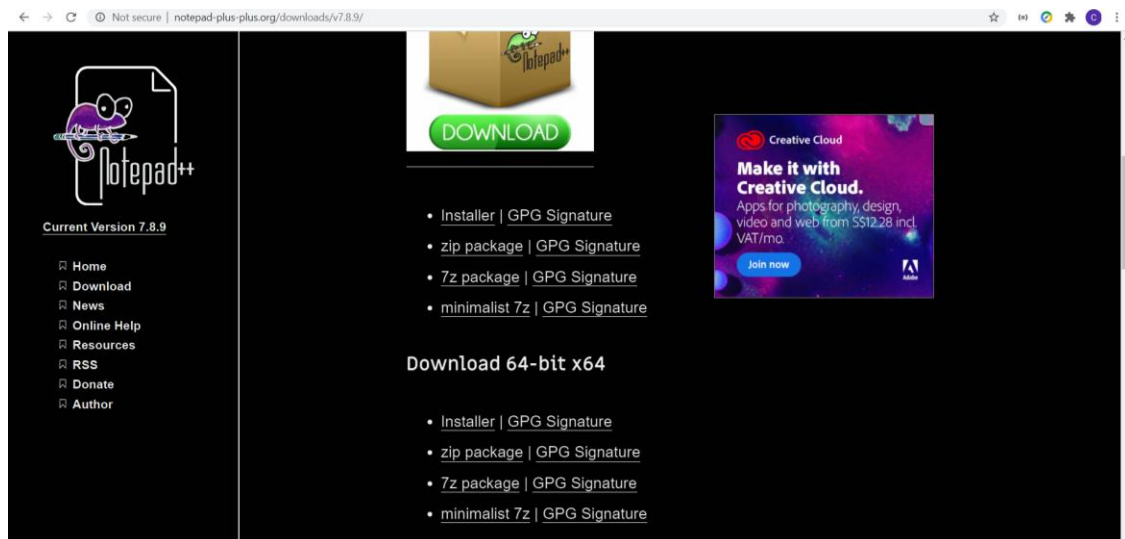 Not secure | notepad-plus-plus.org/downloads/v7.8.9/
C
Notepad++
Current Version 7.8.9
Home
Download
News
Online Help
Resources
RSS
Donate
Author
Notepad++
DOWNLOAD
Installer | GPG Signature
zip package | GPG Signature
7z package | GPG Signature
minimalist 7z | GPG Signature
Download 64-bit x64
Installer | GPG Signature
zip package | GPG Signature
7z package | GPG Signature
minimalist 7z | GPG Signature
Creative Cloud
Make it with
Creative Cloud.
Apps for photography, design,
video and web from S$12.28 incl.
VAT/mo.
Join now
Adobe